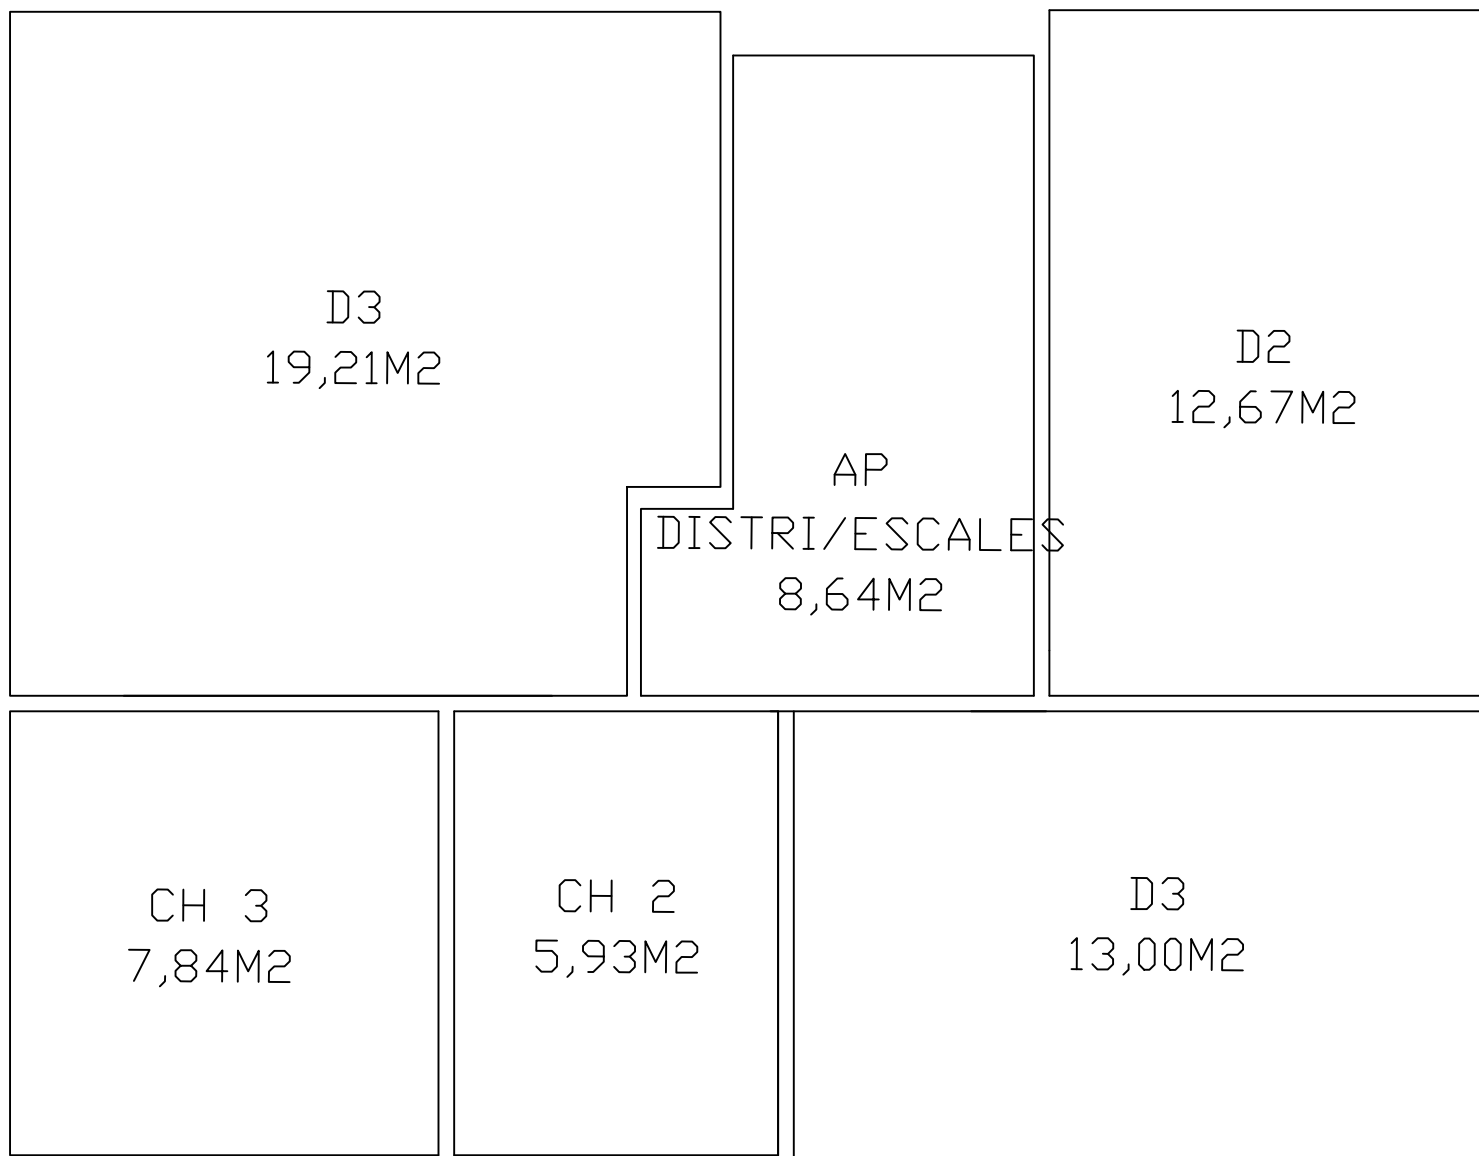 D3
19,21M2
D2
12,67M2
AP
DISTRI/ESCALES
8,64M2
CH 3
7,84M2
CH 2
5,93M2
D3
13,00M2